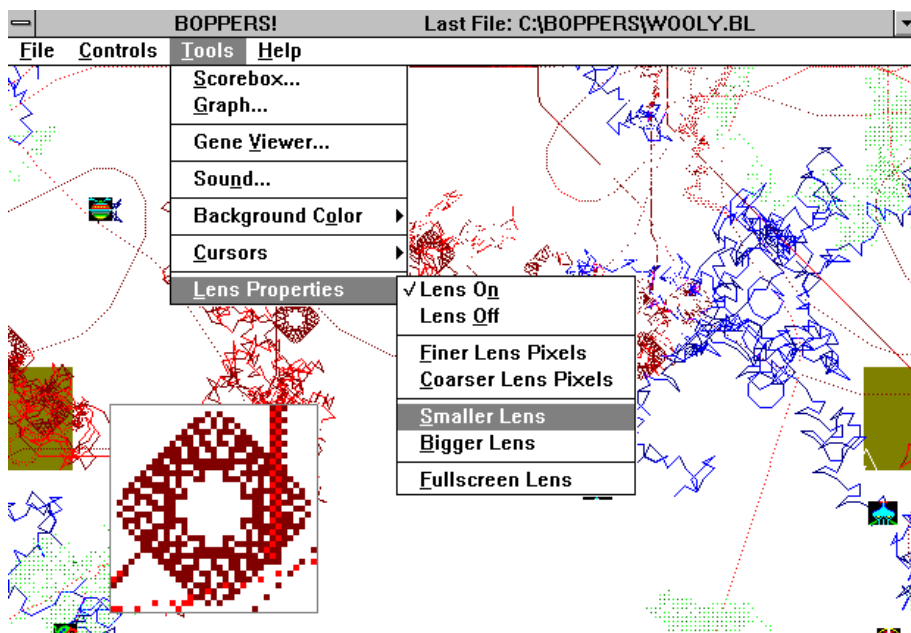 BOPPERS! Last File: C:\BOPPERS\WOOLY.BL
File Controls Tools Help
Scorebox...
Graph...
Gene Viewer...
Sound...
Background Color
Cursors
Lens Properties
√ Lens On
Lens Off
Finer Lens Pixels
Coarser Lens Pixels
Smaller Lens
Bigger Lens
Fullscreen Lens